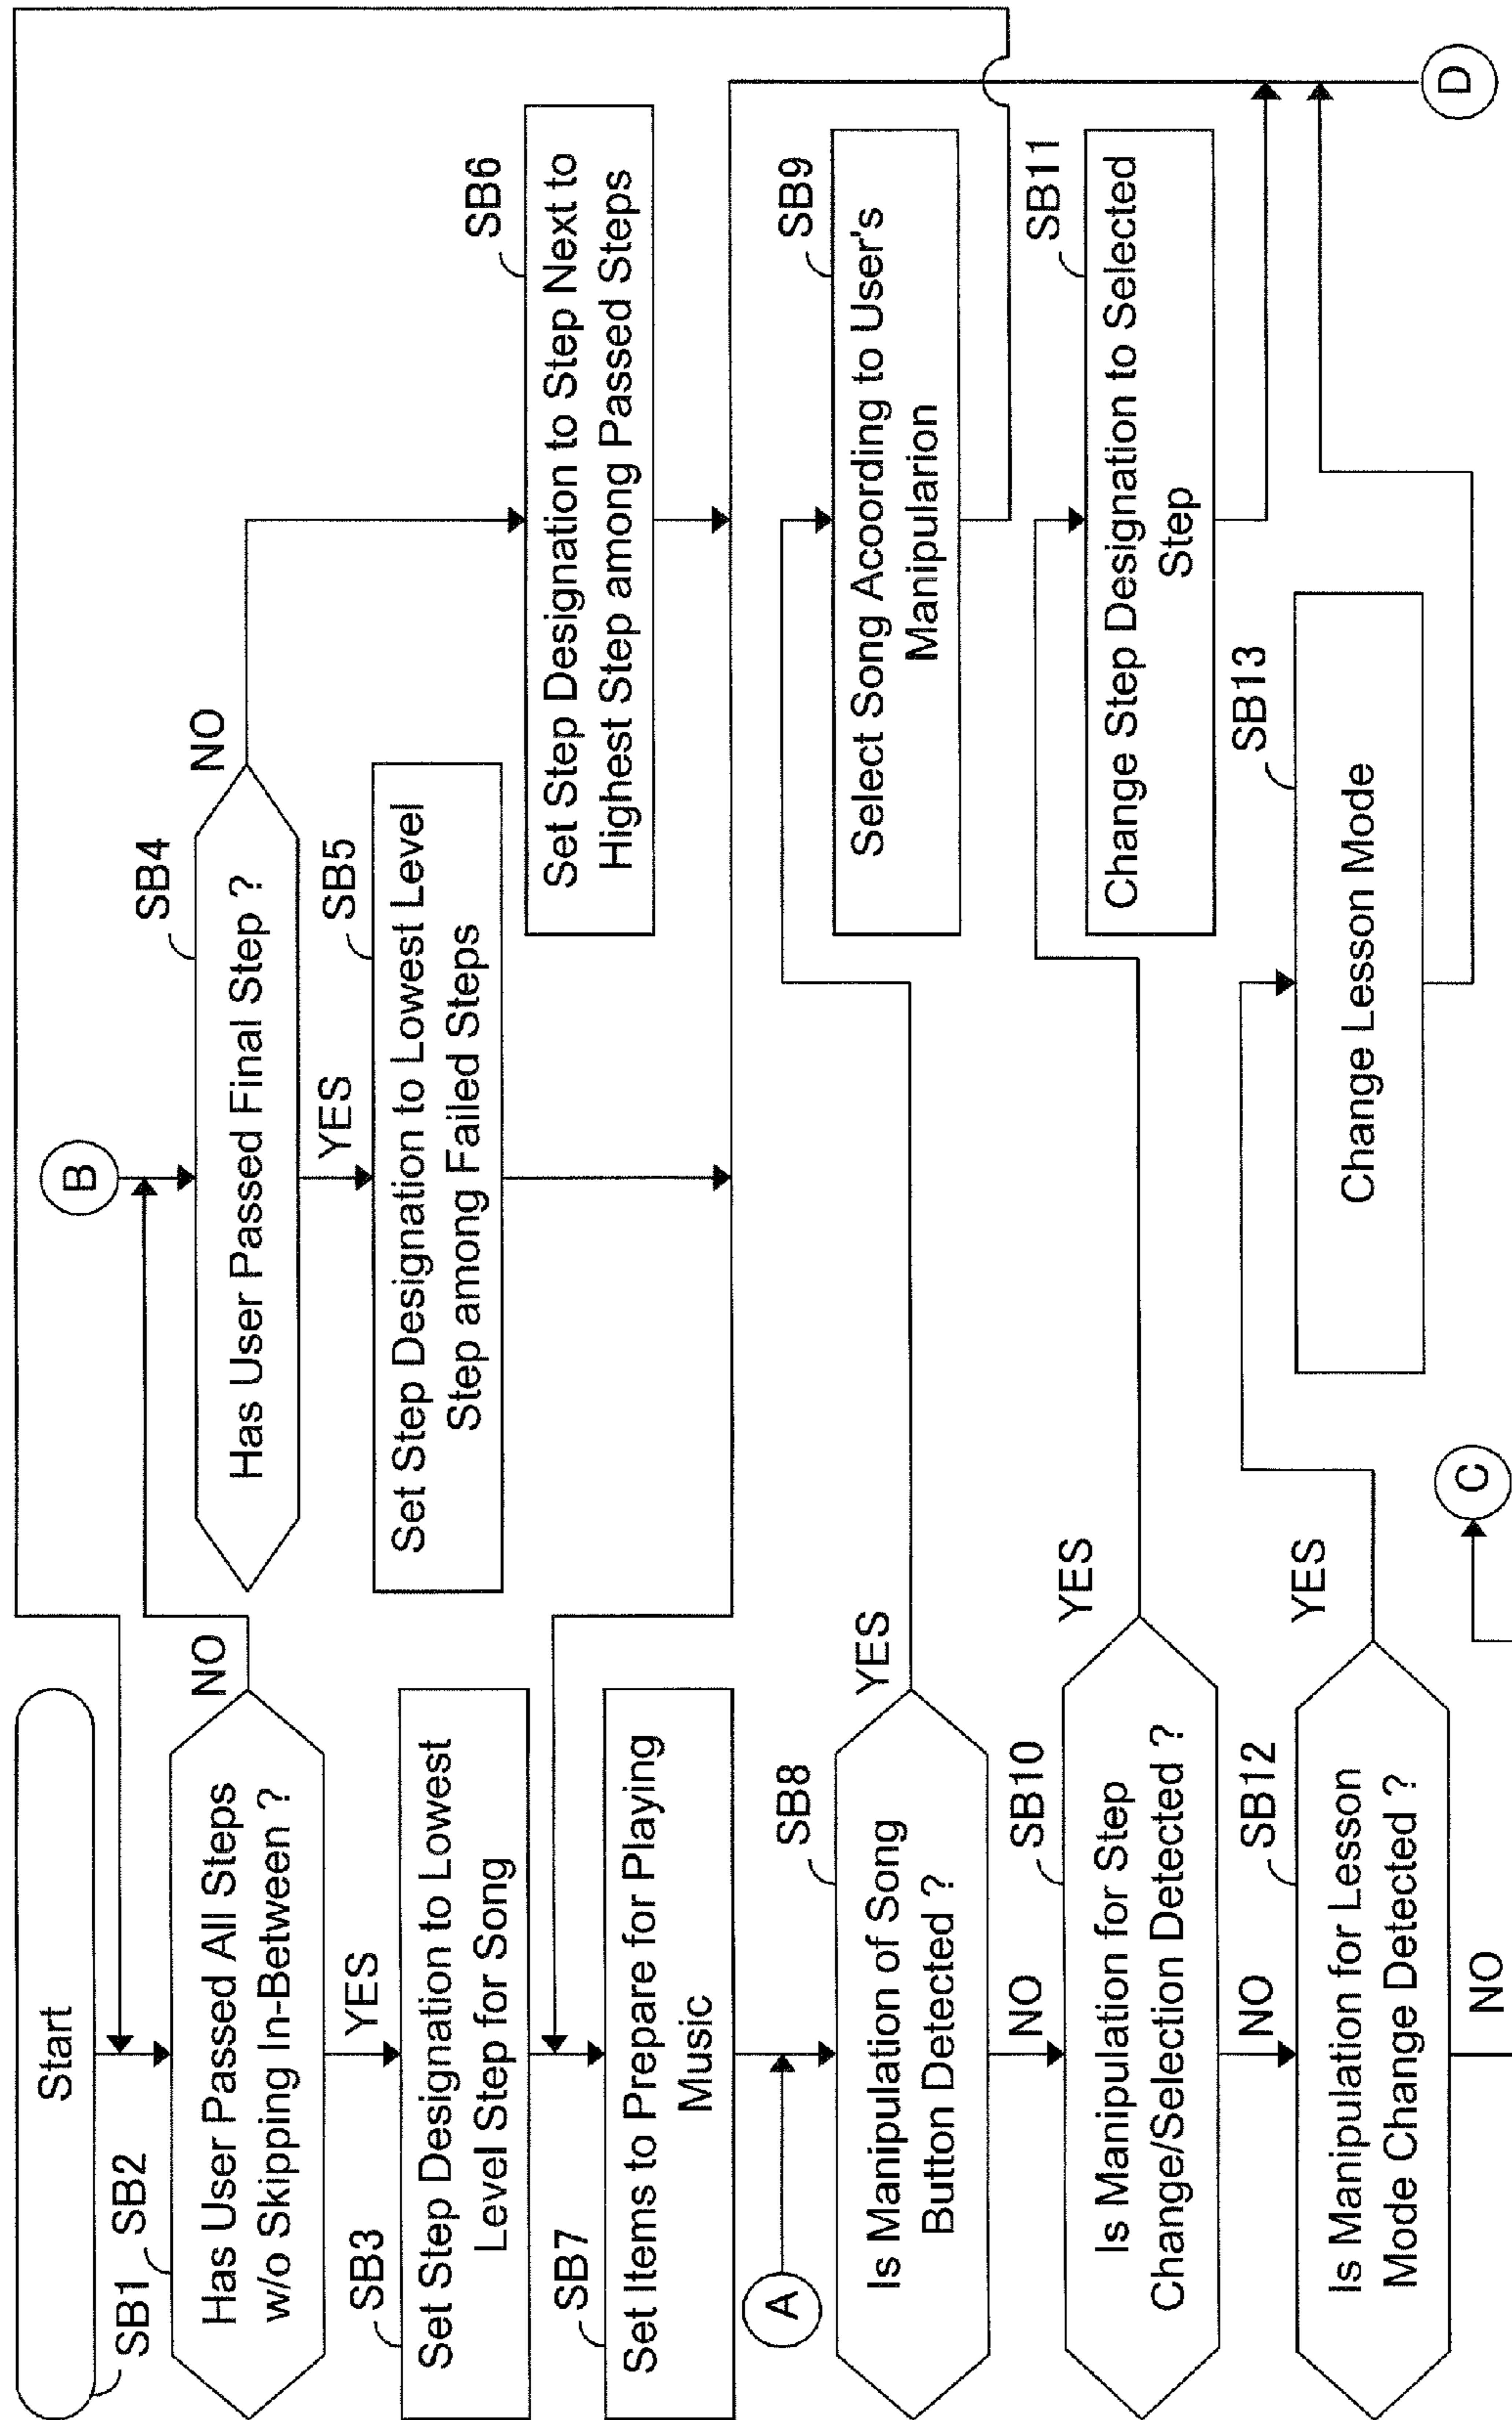 Start
SB1
SB2
Has User Passed All Steps
w/o Skipping In-Between ?
NO
YES
SB3
Set Step Designation to Lowest
Level Step for Song
B
SB4
Has User Passed Final Step ?
NO
YES
SB5
Set Step Designation to Lowest Level
Step among Failed Steps
SB6
Set Step Designation to Step Next to
Highest Step among Passed Steps
SB7
Set Items to Prepare for Playing
Music
A
SB8
Is Manipulation of Song
Button Detected ?
YES
NO
SB9
Select Song Acoording to User's
Manipularion
SB10
Is Manipulation for Step
Change/Selection Detected ?
YES
NO
SB11
Change Step Designation to Selected
Step
SB12
Is Manipulation for Lesson
Mode Change Detected ?
YES
NO
SB13
Change Lesson Mode
C
D